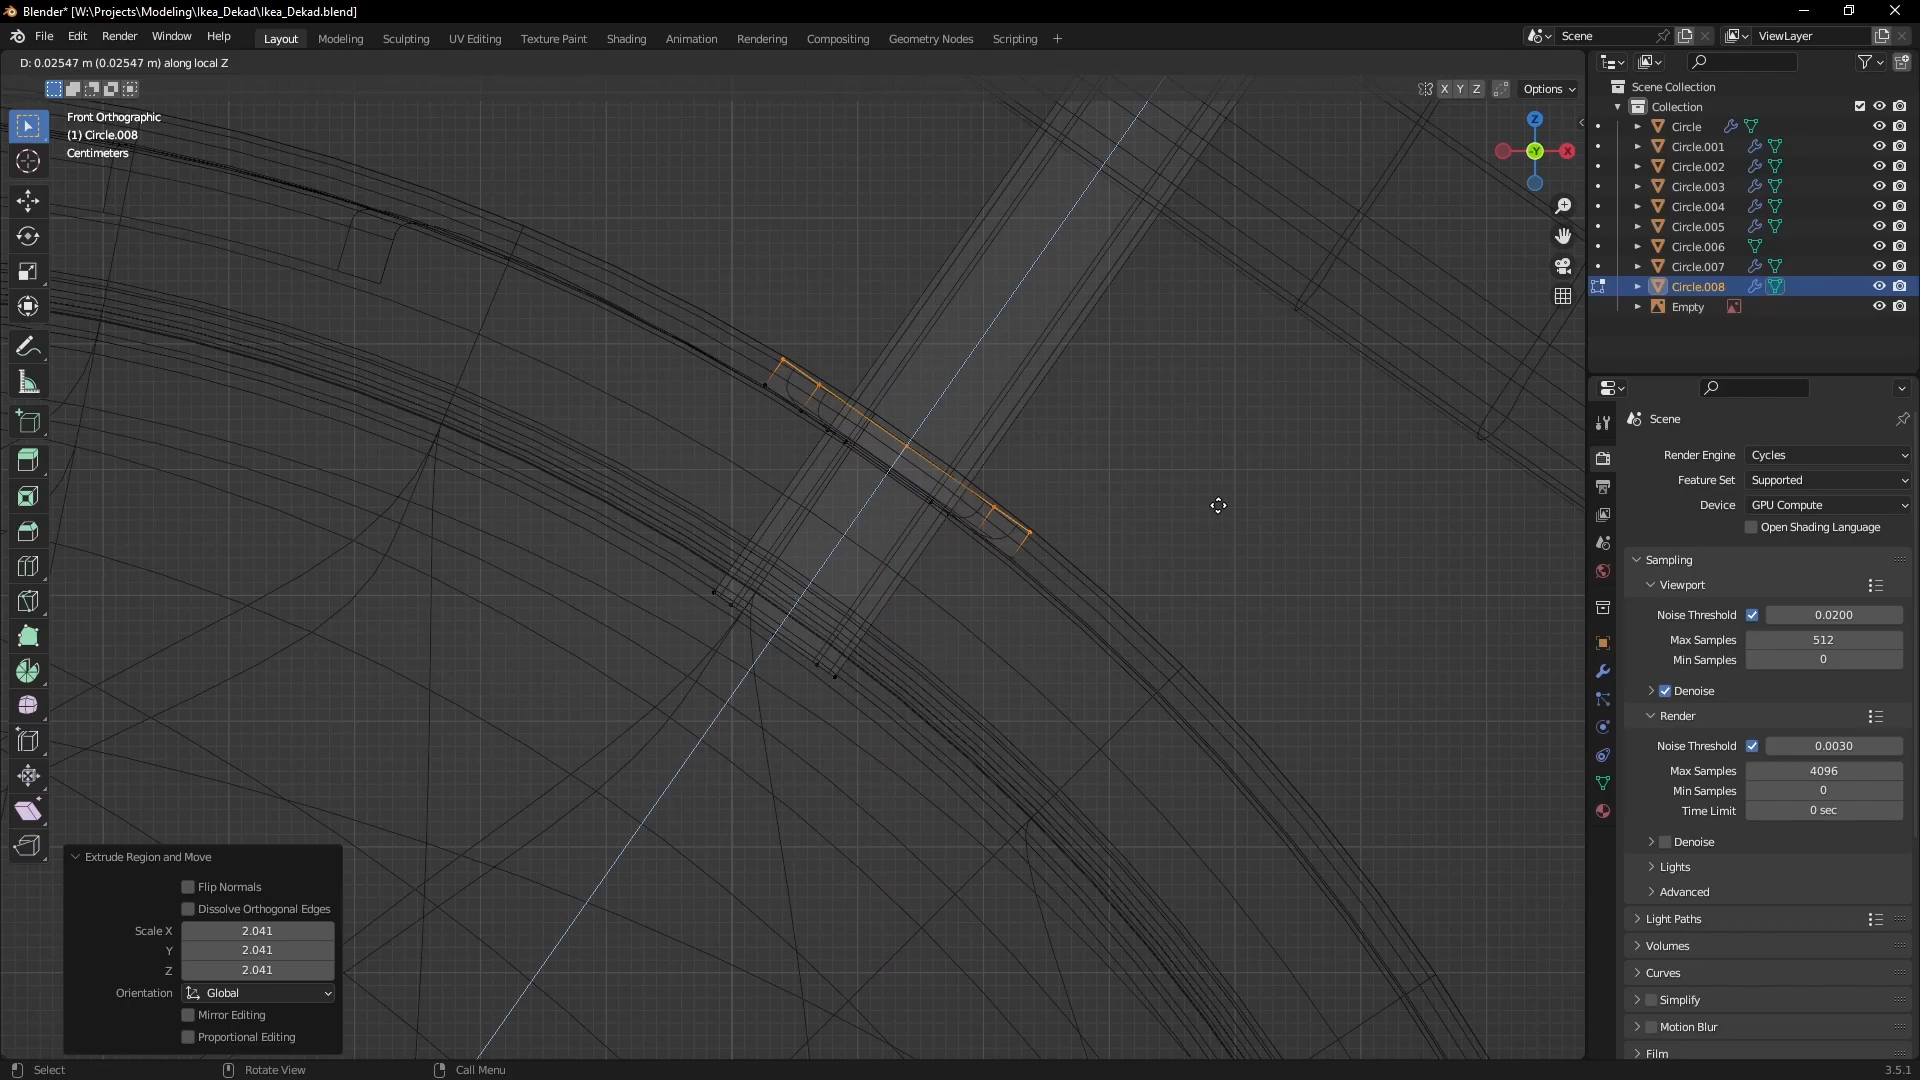 Blender* [W:\Projects\Modeling\Ikea_Dekad\Ikea_Dekad.blend]
File Edit Render Window Help Layout Modeling Sculpting UV Editing Texture Paint Shading Animation Rendering Compositing Geometry Nodes Scripting + Scene ViewLayer
D: 0.02547 m (0.02547 m) along local Z
X Y Z Options
Front Orthographic
(1) Circle.008
Centimeters
Z
-Y
X
Scene Collection
Collection
Circle
Circle.001
Circle.002
Circle.003
Circle.004
Circle.005
Circle.006
Circle.007
Circle.008
Empty
Scene
Render Engine Cycles
Feature Set Supported
Device GPU Compute
Open Shading Language
Sampling
Viewport
Noise Threshold 0.0200
Max Samples 512
Min Samples 0
Denoise
Render
Noise Threshold 0.0030
Max Samples 4096
Min Samples 0
Time Limit 0 sec
Denoise
Lights
Advanced
Light Paths
Volumes
Curves
Simplify
Motion Blur
Film
Extrude Region and Move
Flip Normals
Dissolve Orthogonal Edges
Scale X 2.041
Y 2.041
Z 2.041
Orientation Global
Mirror Editing
Proportional Editing
Select Rotate View Call Menu 3.5.1